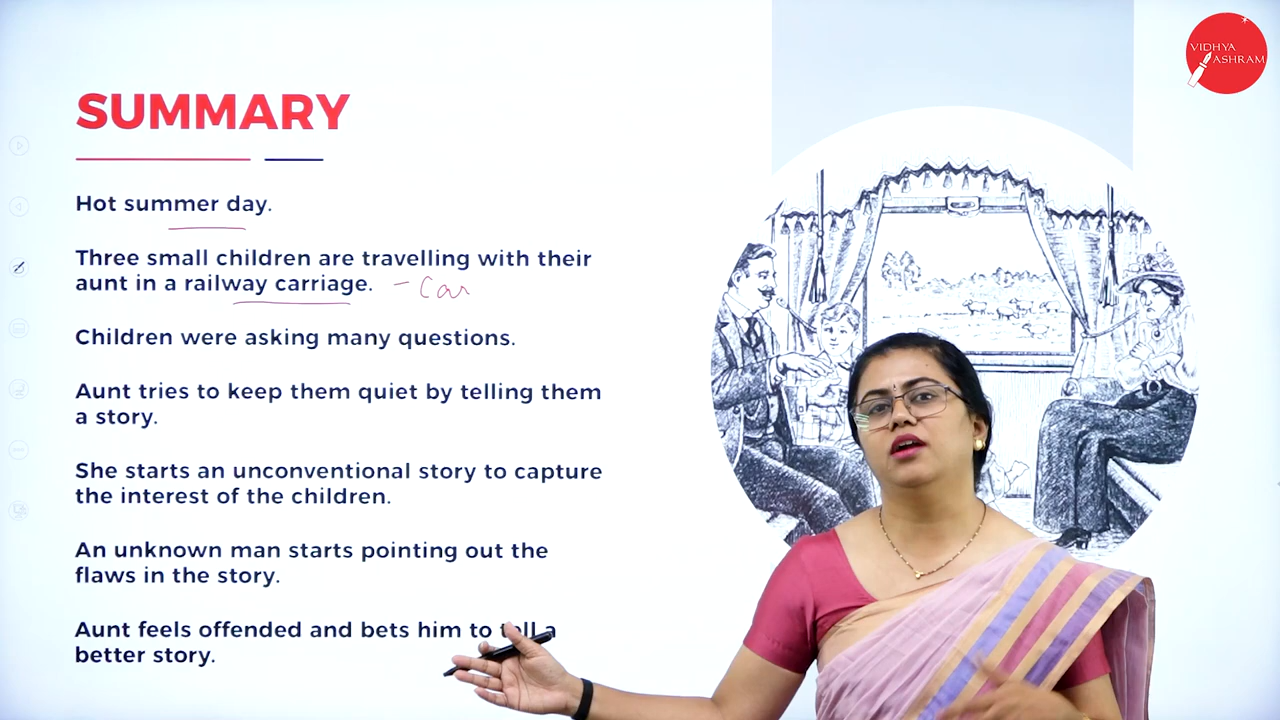 VIDHYA
ASHRAM
SUMMARY
Hot summer day.
Three small children are travelling with their
aunt in a railway carriage. - Car
Children were asking many questions.
Aunt tries to keep them quiet by telling them
a story.
She starts an unconventional story to capture
the interest of the children.
An unknown man starts pointing out the
flaws in the story.
Aunt feels offended and bets him to tell a
better story.